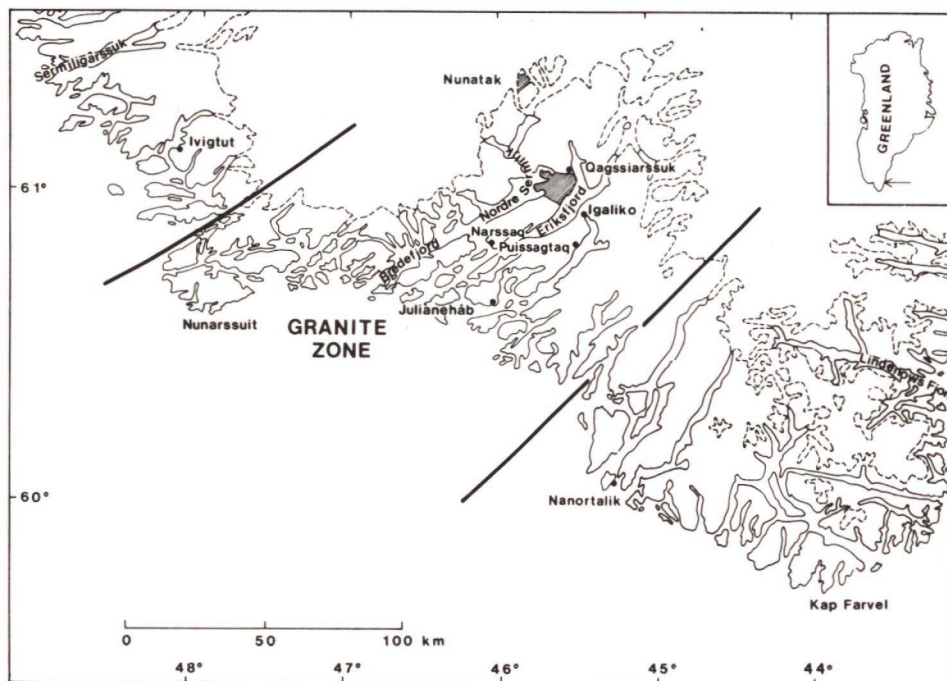 Sermiligârssuk
Nunatak
GREENLAND
Ivigtut
61°
Nordre Sermilik
Qagssiarssuk
Igaliko
Eriksfjord
Narssaq
Puissagtaq
Bredefjord
Nunarssuit
Julianehåb
GRANITE
ZONE
Lindenows Fjord
60°
Nanortalik
Kap Farvel
0 50 100 km
48° 47° 46° 45° 44°